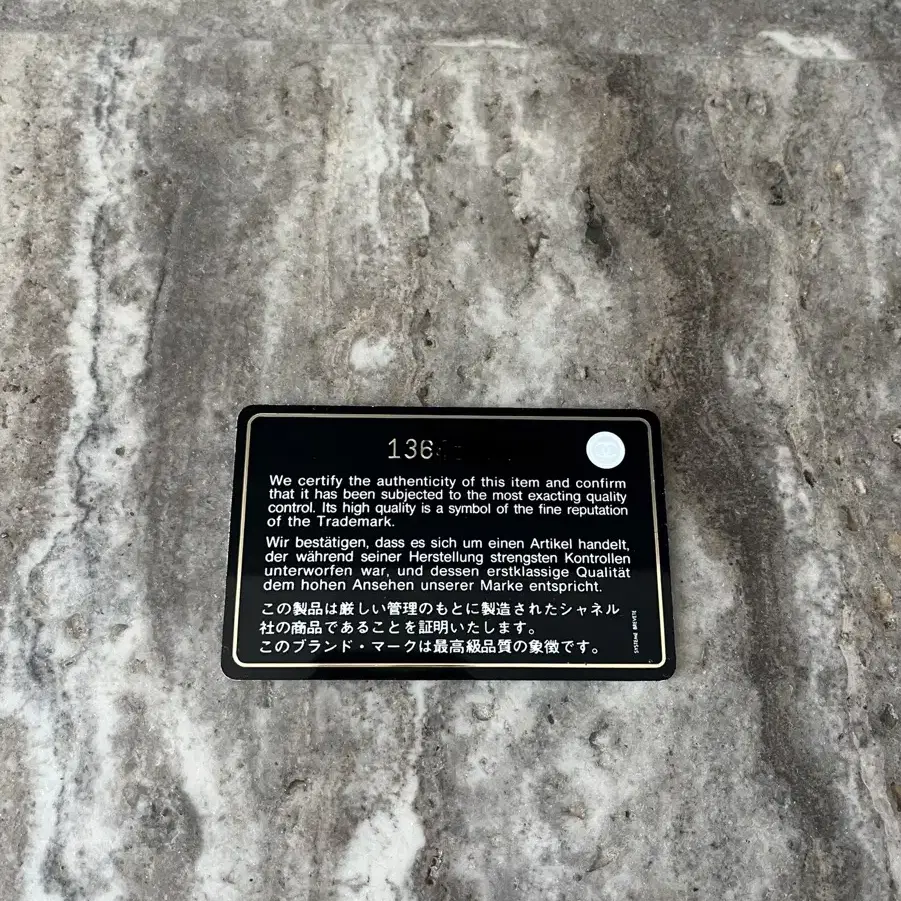 136
We certify the authenticity of this item and confirm
that it has been subjected to the most exacting quality
control. Its high quality is a symbol of the fine reputation
of the Trademark.
Wir bestätigen, dass es sich um einen Artikel handelt,
der während seiner Herstellung strengsten Kontrollen
unterworfen war, und dessen erstklassige Qualität
dem hohen Ansehen unserer Marke entspricht.
この製品は厳しい管理のもとに製造されたシャネル
社の商品であることを証明いたします。
このブランド・マークは最高級品質の象徴です。
SYSTEME BREVETE